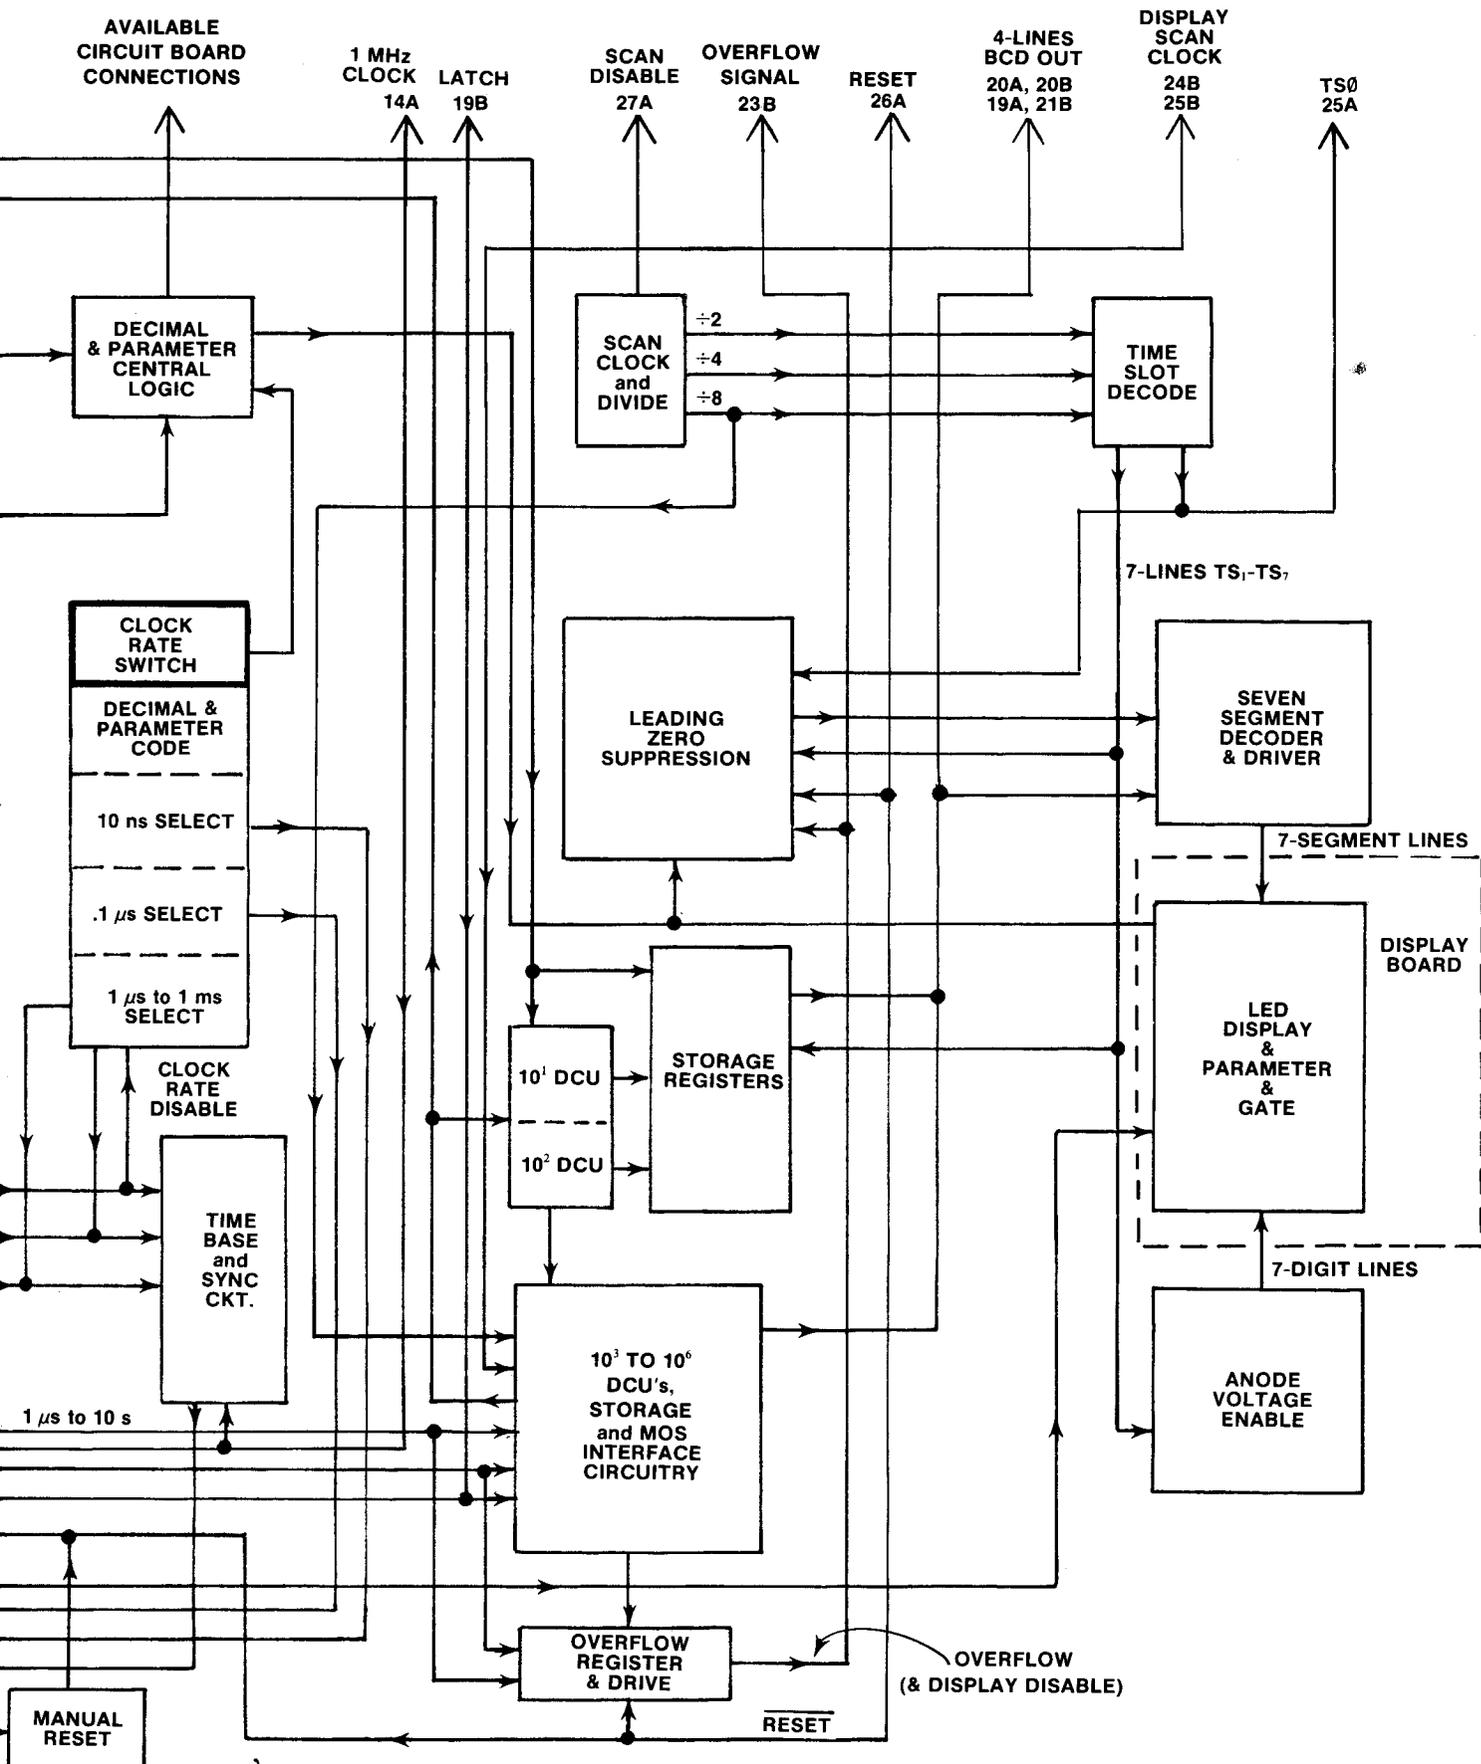 AVAILABLE
CIRCUIT BOARD
CONNECTIONS
1 MHz
CLOCK
14A
LATCH
19B
SCAN
DISABLE
27A
OVERFLOW
SIGNAL
23B
RESET
26A
4-LINES
BCD OUT
20A, 20B
19A, 21B
DISPLAY
SCAN
CLOCK
24B
25B
TSØ
25A
DECIMAL
& PARAMETER
CENTRAL
LOGIC
SCAN
CLOCK
and
DIVIDE
÷2
÷4
÷8
TIME
SLOT
DECODE
7-LINES TS₁-TS₇
CLOCK
RATE
SWITCH
DECIMAL &
PARAMETER
CODE
10 ns SELECT
.1 µs SELECT
1 µs to 1 ms
SELECT
CLOCK
RATE
DISABLE
LEADING
ZERO
SUPPRESSION
SEVEN
SEGMENT
DECODER
& DRIVER
7-SEGMENT LINES
DISPLAY
BOARD
LED
DISPLAY
&
PARAMETER
&
GATE
STORAGE
REGISTERS
10¹ DCU
10² DCU
TIME
BASE
and
SYNC
CKT.
7-DIGIT LINES
ANODE
VOLTAGE
ENABLE
10³ TO 10⁶
DCU's,
STORAGE
and MOS
INTERFACE
CIRCUITRY
1 µs to 10 s
OVERFLOW
REGISTER
& DRIVE
OVERFLOW
(& DISPLAY DISABLE)
RESET
MANUAL
RESET